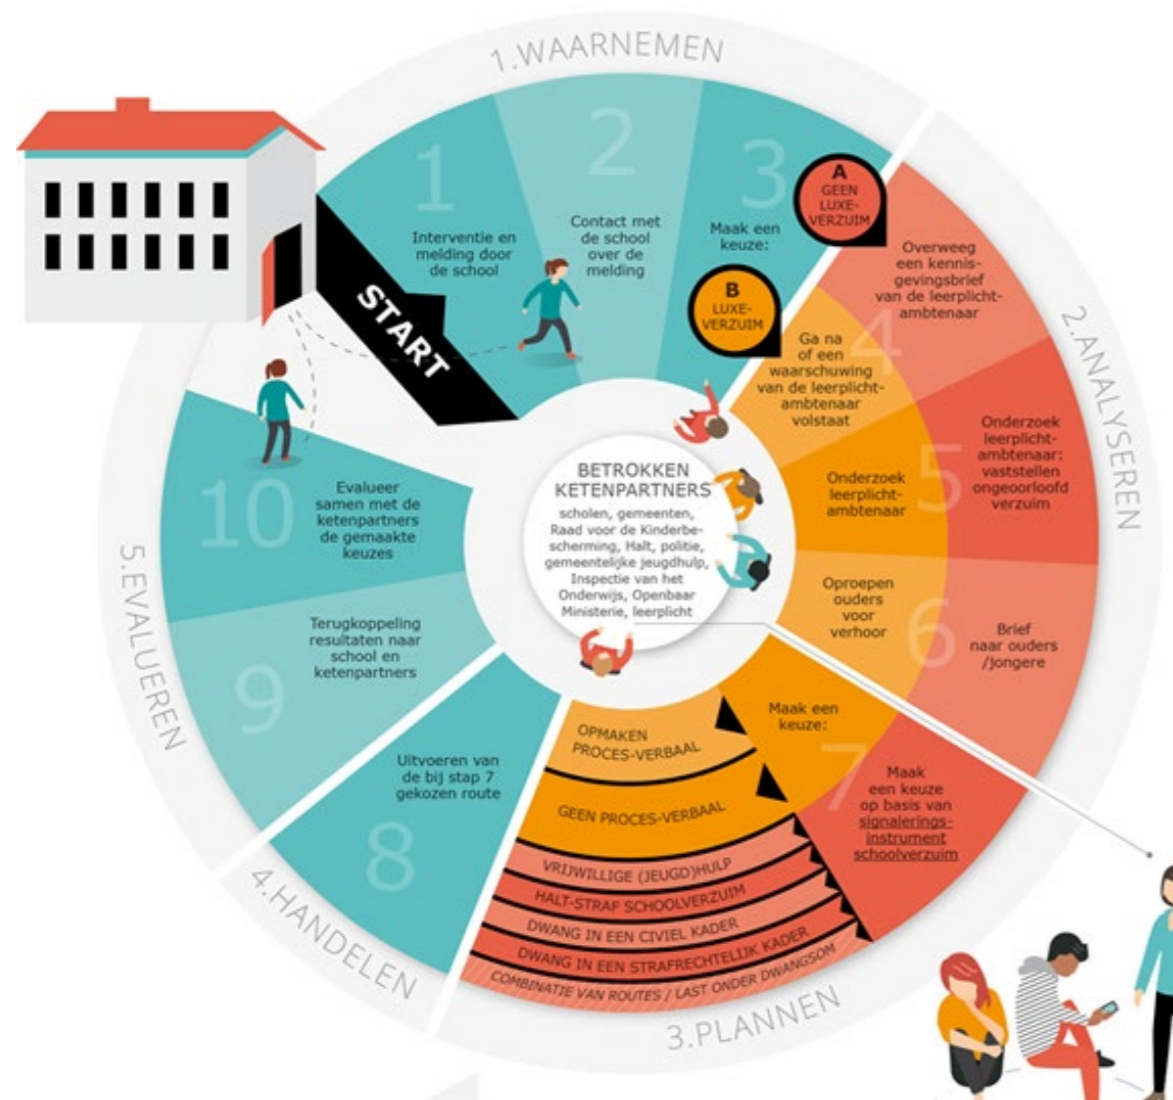 1.WAARNEMEN
START
1
Interventie en
melding door
de school
2
Contact met
de school
over de
melding
3
Maak een
keuze:
A
GEEN
LUXE-
VERZUIM
B
LUXE-
VERZUIM
2.ANALYSEREN
4
Overweeg
een kennis-
gevingsbrief
van de leerplicht-
ambtenaar
Ga na
of een
waarschuwing
van de leerplicht-
ambtenaar
volstaat
5
Onderzoek
leerplicht-
ambtenaar:
vaststellen
ongeoorloofd
verzuim
Onderzoek
leerplicht-
ambtenaar
6
Brief
naar ouders
/jongere
Oproepen
ouders
voor
verhoor
3.PLANNEN
7
Maak een
keuze:
Maak
een keuze
op basis van
signalerings-
instrument
schoolverzuim
OPMAKEN
PROCES-VERBAAL
GEEN PROCES-VERBAAL
VRIJWILLIGE (JEUGD)HULP
HALT-STRAF SCHOOLVERZUIM
DWANG IN EEN CIVIEL KADER
DWANG IN EEN STRAFRECHTELIJK KADER
COMBINATIE VAN ROUTES / LAST ONDER DWANGSOM
4.HANDELEN
8
Uitvoeren van
de bij stap 7
gekozen route
5.EVALUEREN
9
Terugkoppeling
resultaten naar
school en
ketenpartners
10
Evalueer
samen met de
ketenpartners
de gemaakte
keuzes
BETROKKEN
KETENPARTNERS
scholen, gemeenten,
Raad voor de Kinderbe-
scherming, Halt, politie,
gemeentelijke jeugdhulp,
Inspectie van het
Onderwijs, Openbaar
Ministerie, leerplicht